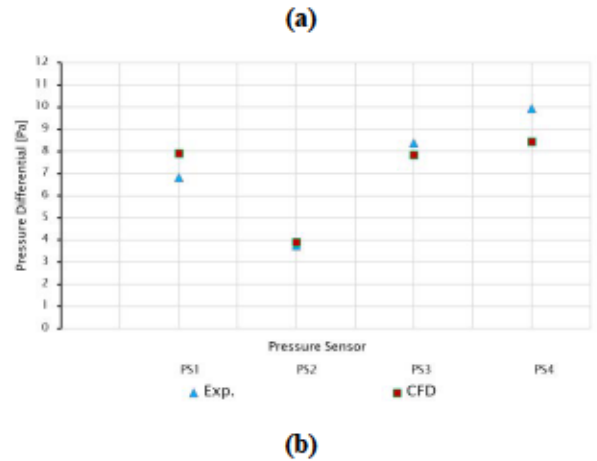 (a)
12
11
10
9
8
7
6
5
4
3
2
1
0
Pressure Differential [Pa]
Pressure Sensor
PS1 PS2 PS3 PS4
Exp. CFD
(b)